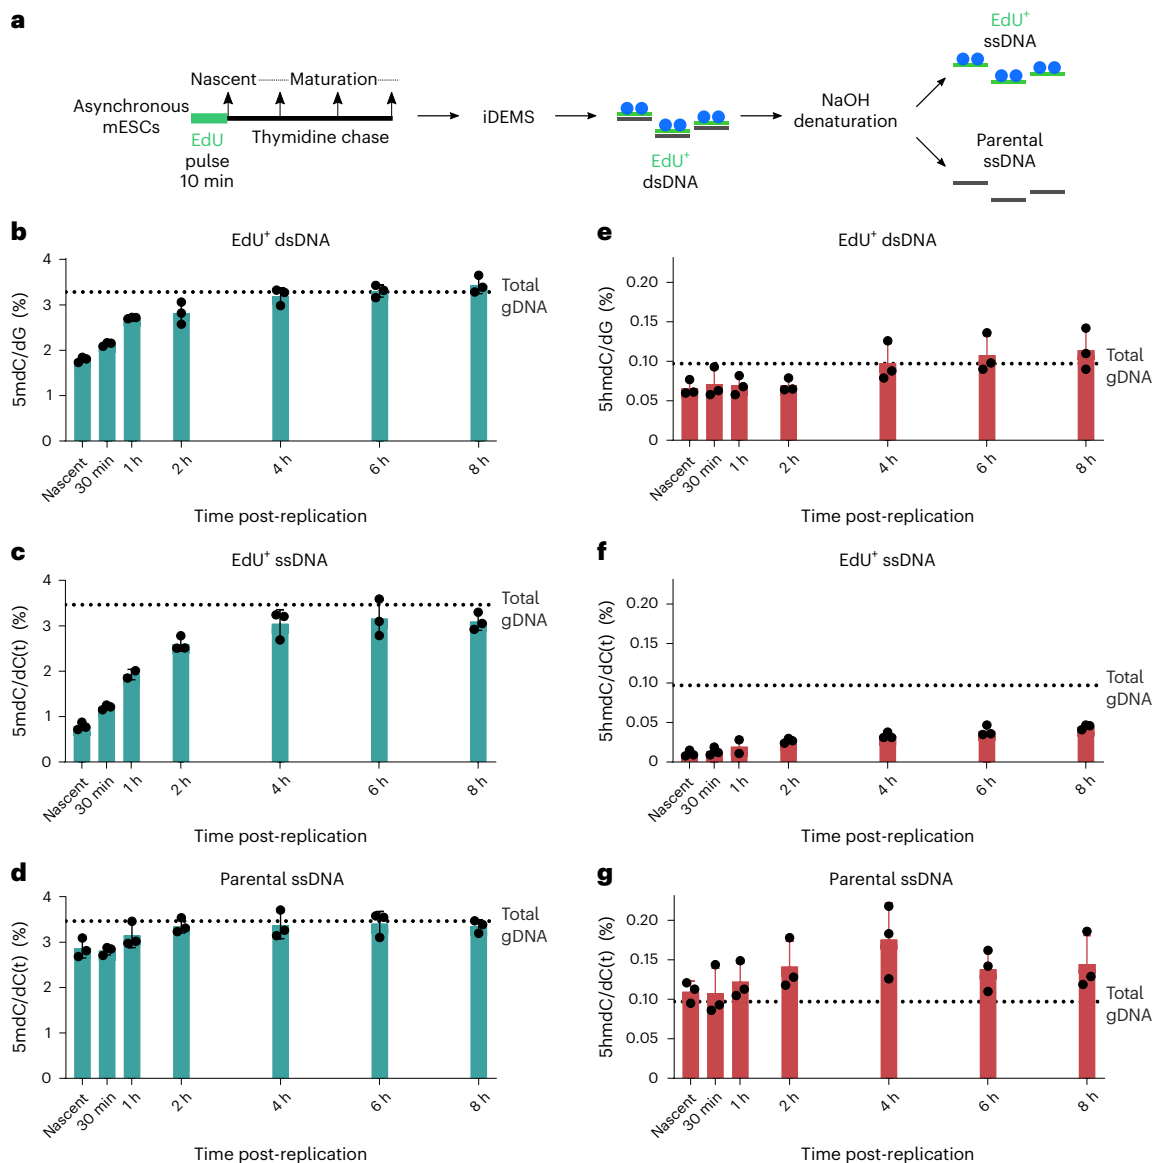 a
Asynchronous
mESCs
Nascent
Maturation
EdU
pulse
10 min
Thymidine chase
iDEMS
EdU⁺
dsDNA
NaOH
denaturation
EdU⁺
ssDNA
Parental
ssDNA
b
EdU⁺ dsDNA
5mdC/dG (%)
4
3
2
1
0
Total
gDNA
Nascent
30 min
1 h
2 h
4 h
6 h
8 h
Time post-replication
c
EdU⁺ ssDNA
5mdC/dC(t) (%)
4
3
2
1
0
Total
gDNA
Nascent
30 min
1 h
2 h
4 h
6 h
8 h
Time post-replication
d
Parental ssDNA
5mdC/dC(t) (%)
4
3
2
1
0
Total
gDNA
Nascent
30 min
1 h
2 h
4 h
6 h
8 h
Time post-replication
e
EdU⁺ dsDNA
5hmdC/dG (%)
0.20
0.15
0.10
0.05
0
Total
gDNA
Nascent
30 min
1 h
2 h
4 h
6 h
8 h
Time post-replication
f
EdU⁺ ssDNA
5hmdC/dC(t) (%)
0.20
0.15
0.10
0.05
0
Total
gDNA
Nascent
30 min
1 h
2 h
4 h
6 h
8 h
Time post-replication
g
Parental ssDNA
5hmdC/dC(t) (%)
0.20
0.15
0.10
0.05
0
Total
gDNA
Nascent
30 min
1 h
2 h
4 h
6 h
8 h
Time post-replication